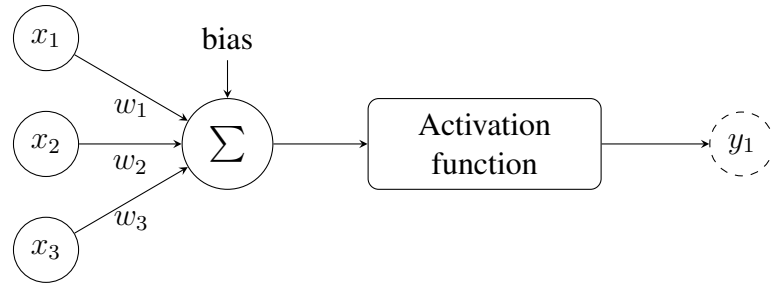 x₁
bias
w₁
x₂
w₂
∑
Activation
function
y₁
w₃
x₃